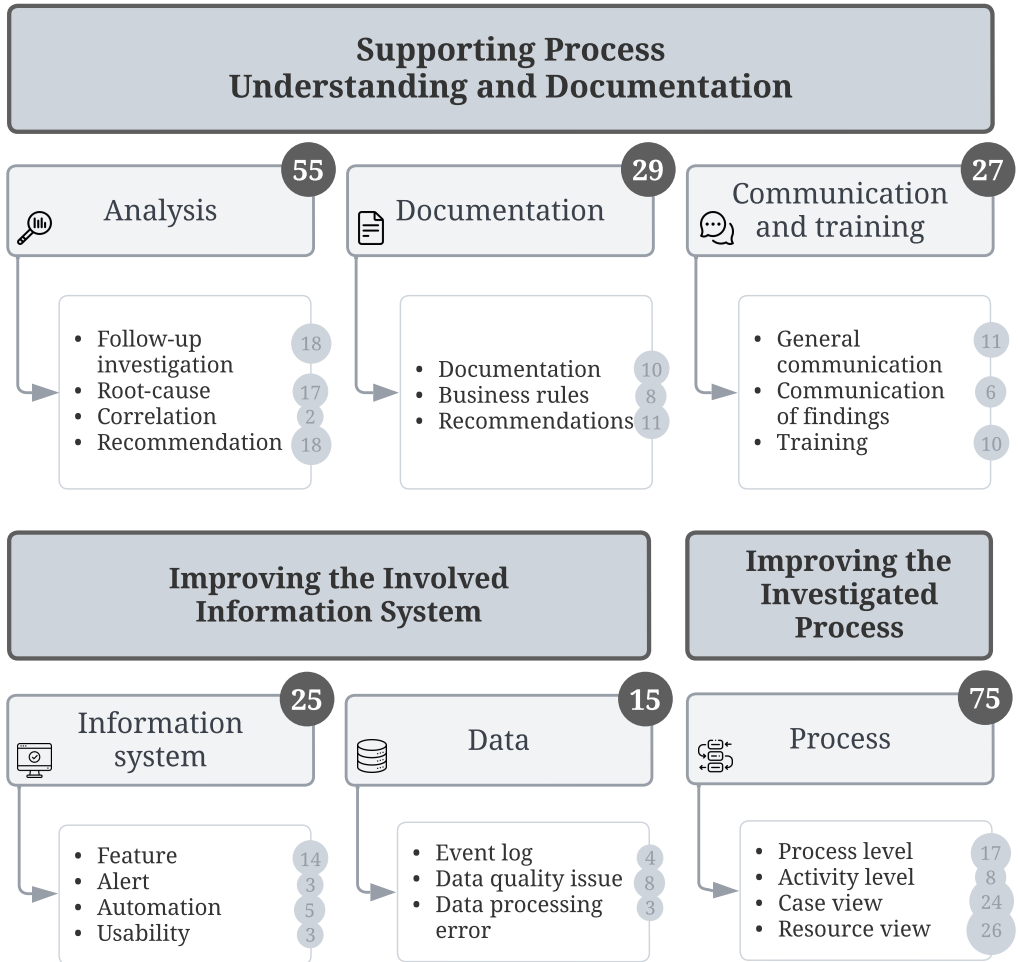 Supporting Process
Understanding and Documentation
55
Analysis
29
Documentation
27
Communication
and training
• Follow-up
investigation
18
• Root-cause 17
• Correlation 2
• Recommendation 18
• Documentation 10
• Business rules 8
• Recommendations 11
• General
communication
11
• Communication
of findings
6
• Training 10
Improving the Involved
Information System
Improving the
Investigated
Process
25
Information
system
15
Data
75
Process
• Feature 14
• Alert 3
• Automation 5
• Usability 3
• Event log 4
• Data quality issue 8
• Data processing 3
error
• Process level 17
• Activity level 8
• Case view 24
• Resource view 26